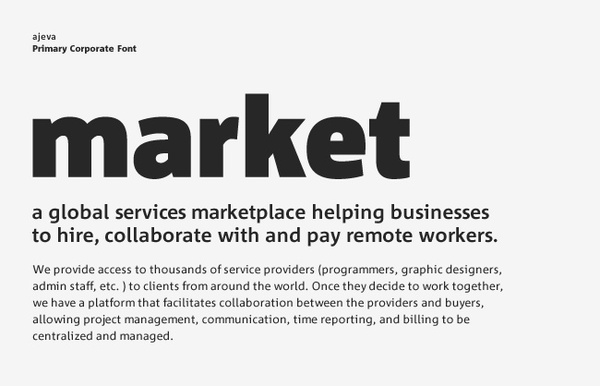 ajeva
Primary Corporate Font
market
a global services marketplace helping businesses
to hire, collaborate with and pay remote workers.
We provide access to thousands of service providers (programmers, graphic designers,
admin staff, etc. ) to clients from around the world. Once they decide to work together,
we have a platform that facilitates collaboration between the providers and buyers,
allowing project management, communication, time reporting, and billing to be
centralized and managed.